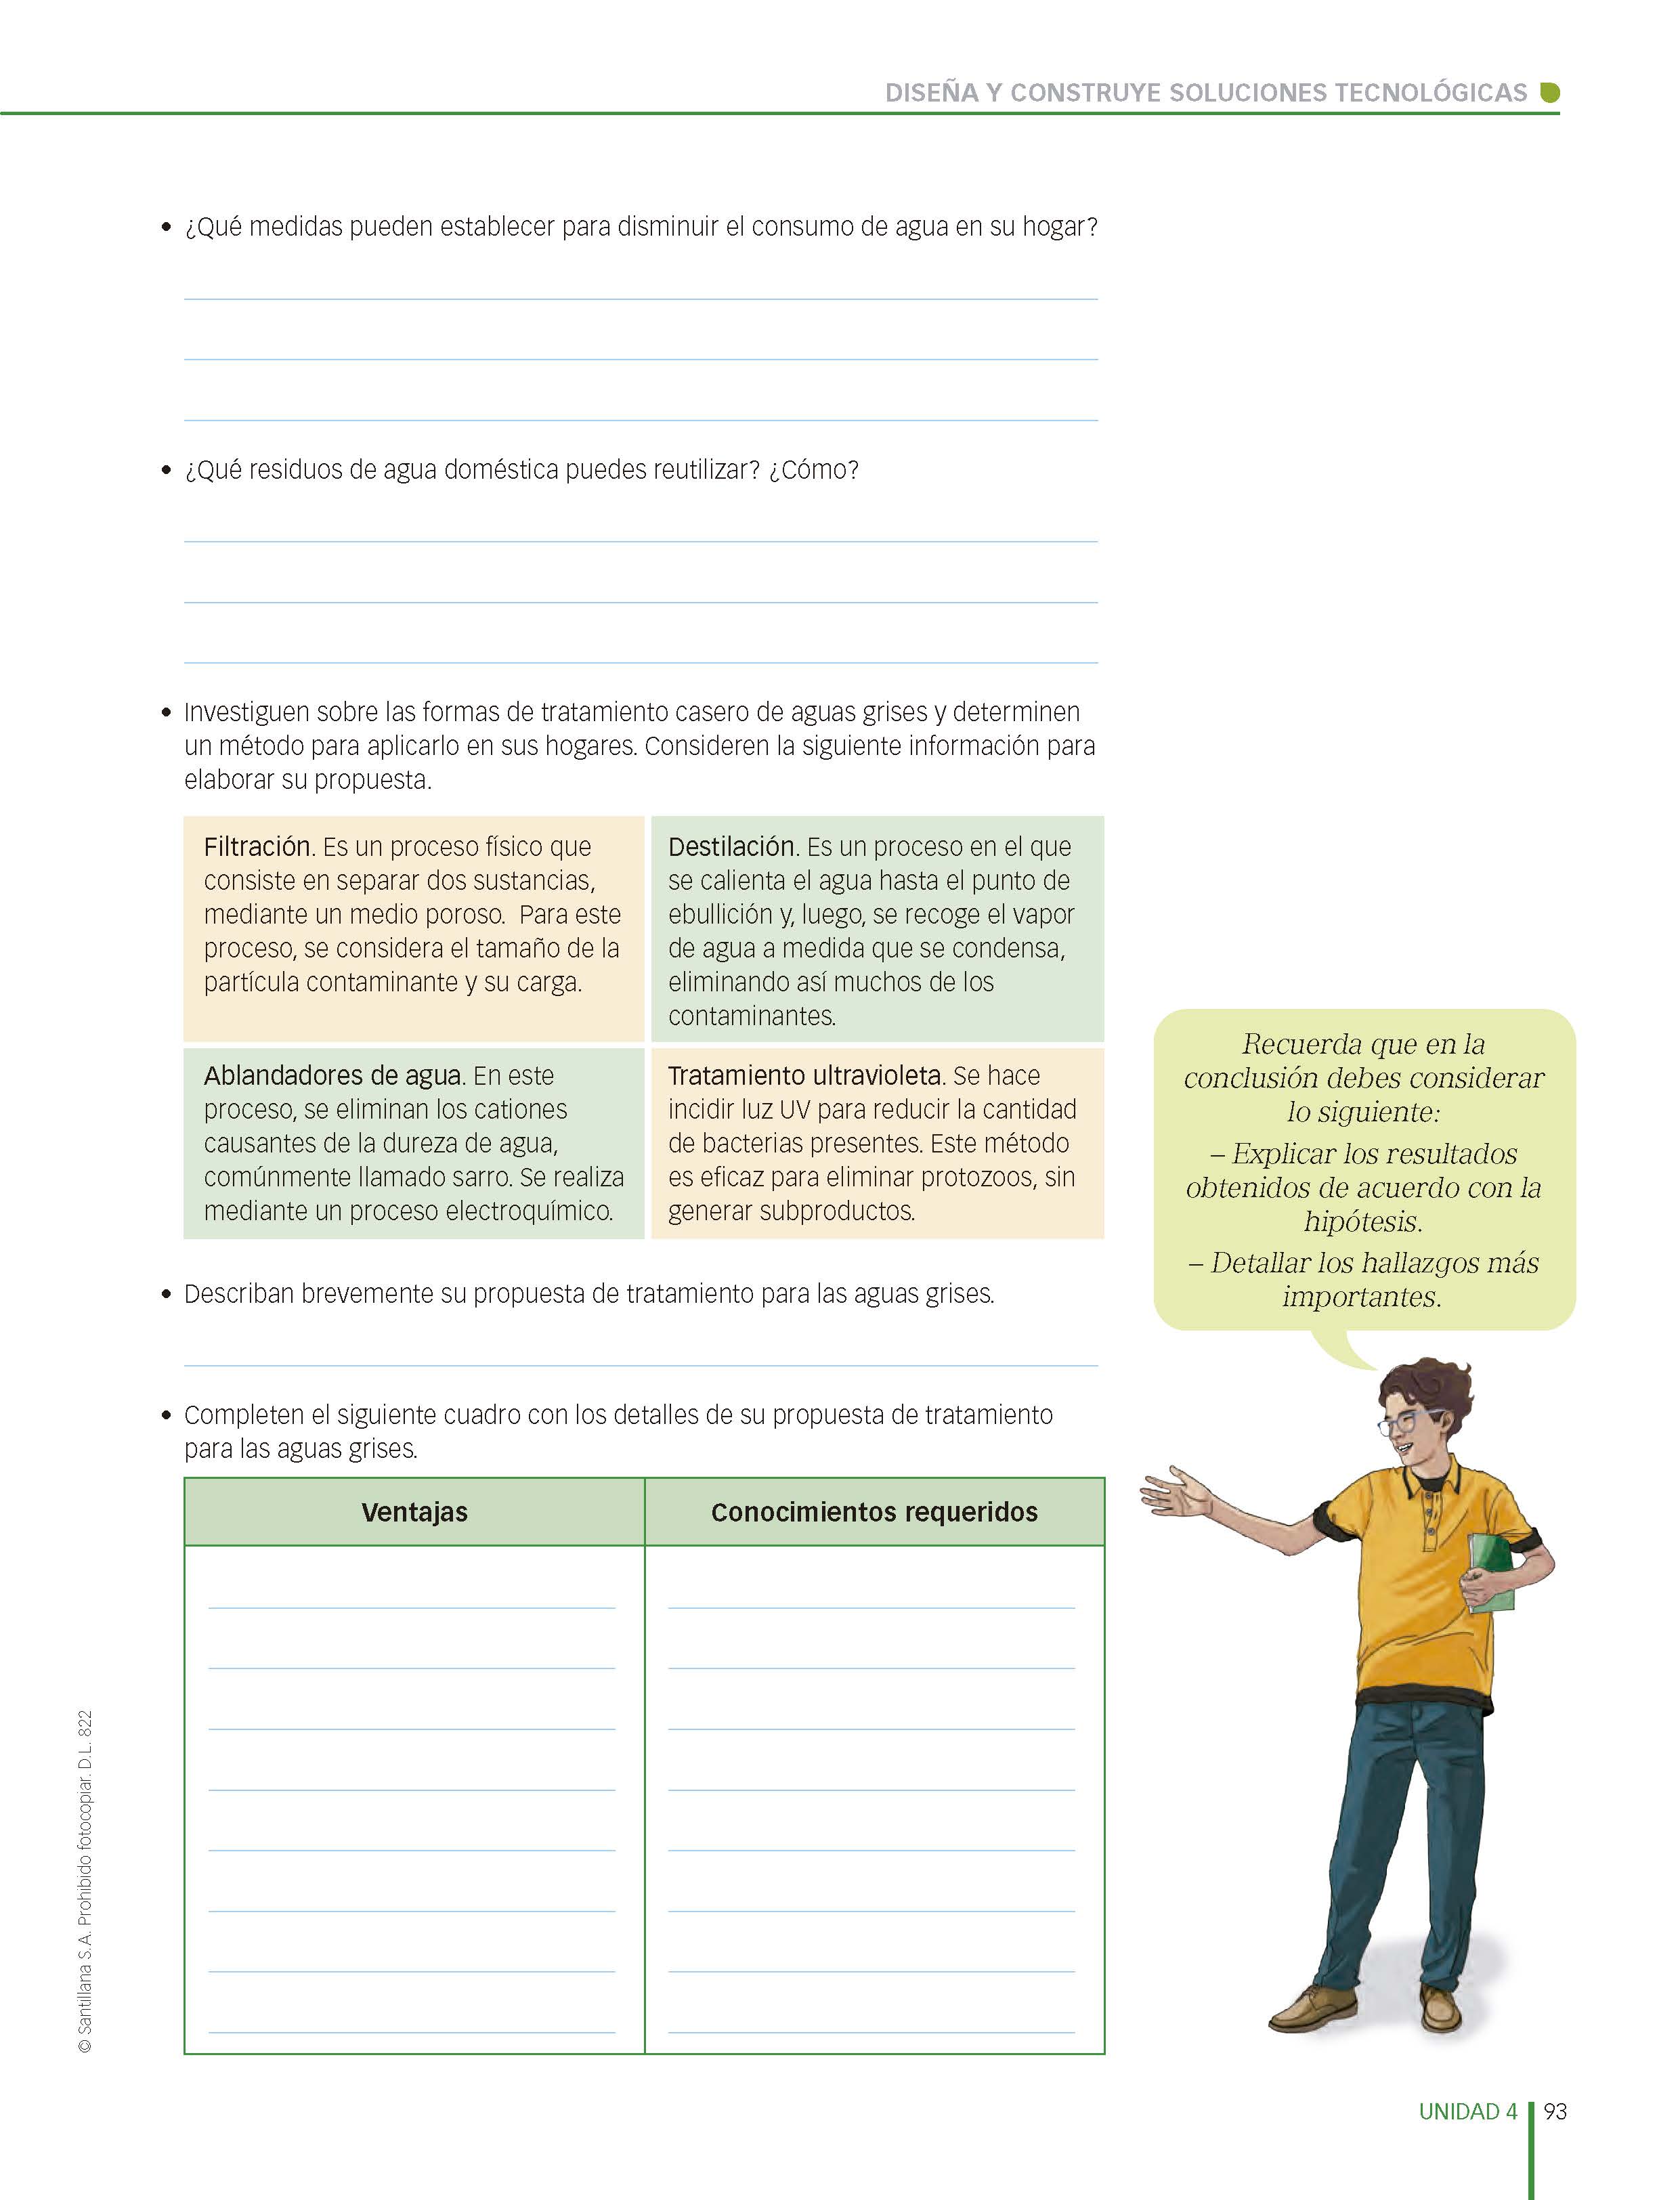 DISEÑA Y CONSTRUYE SOLUCIONES TECNOLÓGICAS
• ¿Qué medidas pueden establecer para disminuir el consumo de agua en su hogar?
• ¿Qué residuos de agua doméstica puedes reutilizar? ¿Cómo?
• Investiguen sobre las formas de tratamiento casero de aguas grises y determinen
un método para aplicarlo en sus hogares. Consideren la siguiente información para
elaborar su propuesta.
Filtración. Es un proceso físico que
consiste en separar dos sustancias,
mediante un medio poroso. Para este
proceso, se considera el tamaño de la
partícula contaminante y su carga.
Destilación. Es un proceso en el que
se calienta el agua hasta el punto de
ebullición y, luego, se recoge el vapor
de agua a medida que se condensa,
eliminando así muchos de los
contaminantes.
Ablandadores de agua. En este
proceso, se eliminan los cationes
causantes de la dureza de agua,
comúnmente llamado sarro. Se realiza
mediante un proceso electroquímico.
Tratamiento ultravioleta. Se hace
incidir luz UV para reducir la cantidad
de bacterias presentes. Este método
es eficaz para eliminar protozoos, sin
generar subproductos.
Recuerda que en la
conclusión debes considerar
lo siguiente:
– Explicar los resultados
obtenidos de acuerdo con la
hipótesis.
– Detallar los hallazgos más
importantes.
• Describan brevemente su propuesta de tratamiento para las aguas grises.
• Completen el siguiente cuadro con los detalles de su propuesta de tratamiento
para las aguas grises.
Ventajas
Conocimientos requeridos
© Santillana S.A. Prohibido fotocopiar. D.L. 822
UNIDAD 4
93